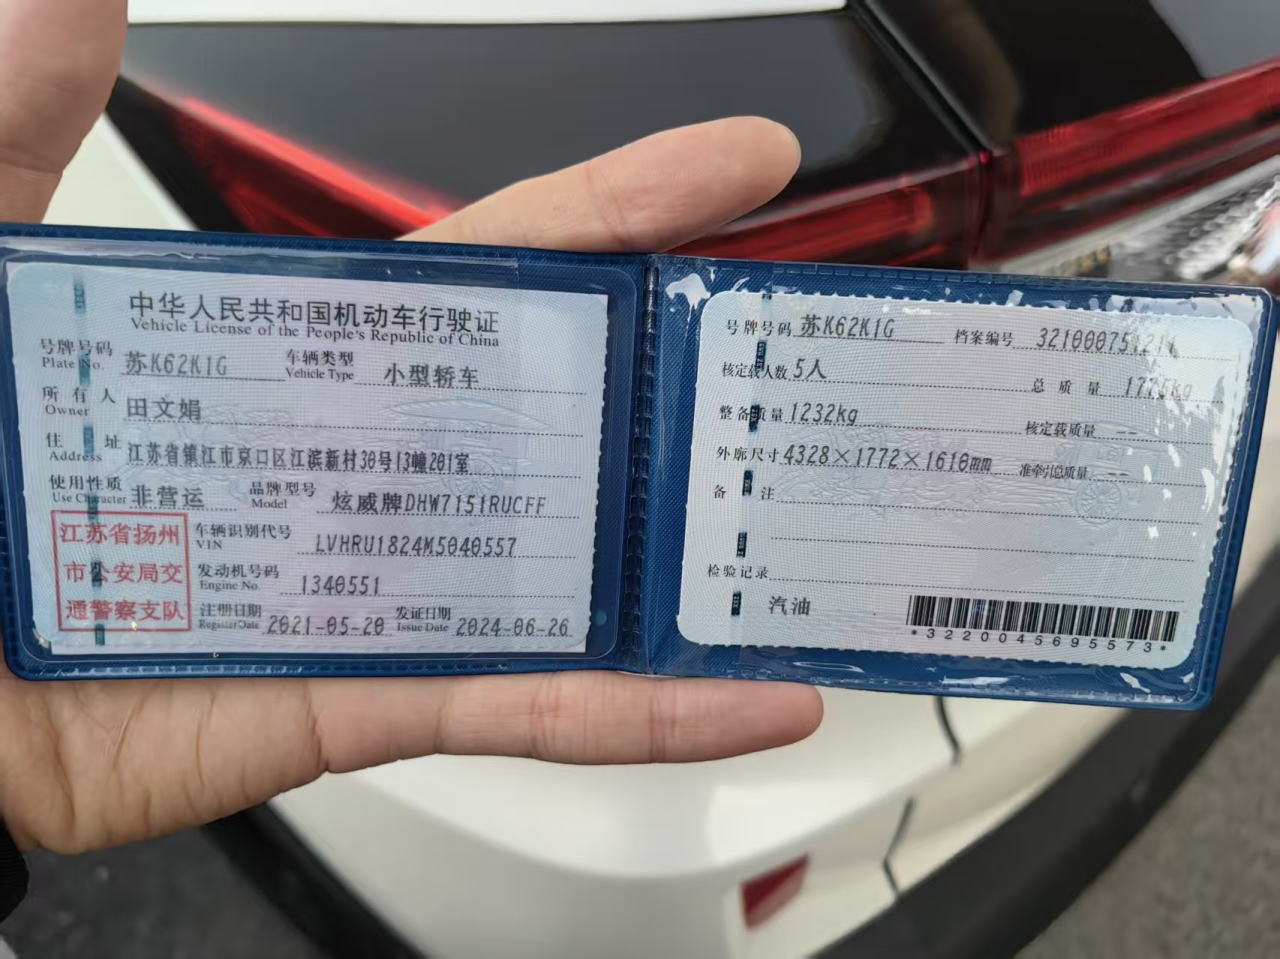 中华人民共和国机动车行驶证
Vehicle License of the People's Republic of China
号牌号码 苏K62K1G 车辆类型 小型轿车
Plate No. Vehicle Type
所有人 田文娟
Owner
住址 江苏省镇江市京口区江滨新村30号13幢201室
Address
使用性质 非营运 品牌型号 炫威牌DHW7151RUCFF
Use Character Model
江苏省扬州
市公安局交
通警察支队
车辆识别代号 LVHRU1824M5040557
VIN
发动机号码 1340551
Engine No.
注册日期 2021-05-20 发证日期 2024-06-26
Register Date Issue Date
号牌号码 苏K62K1G 档案编号
核定载人数 5人 总质量
整备质量 1232kg 核定载质量 --
外廓尺寸 4328×1772×1610mm 准牵引总质量 --
备注
检验记录
汽油
*3220045695573*